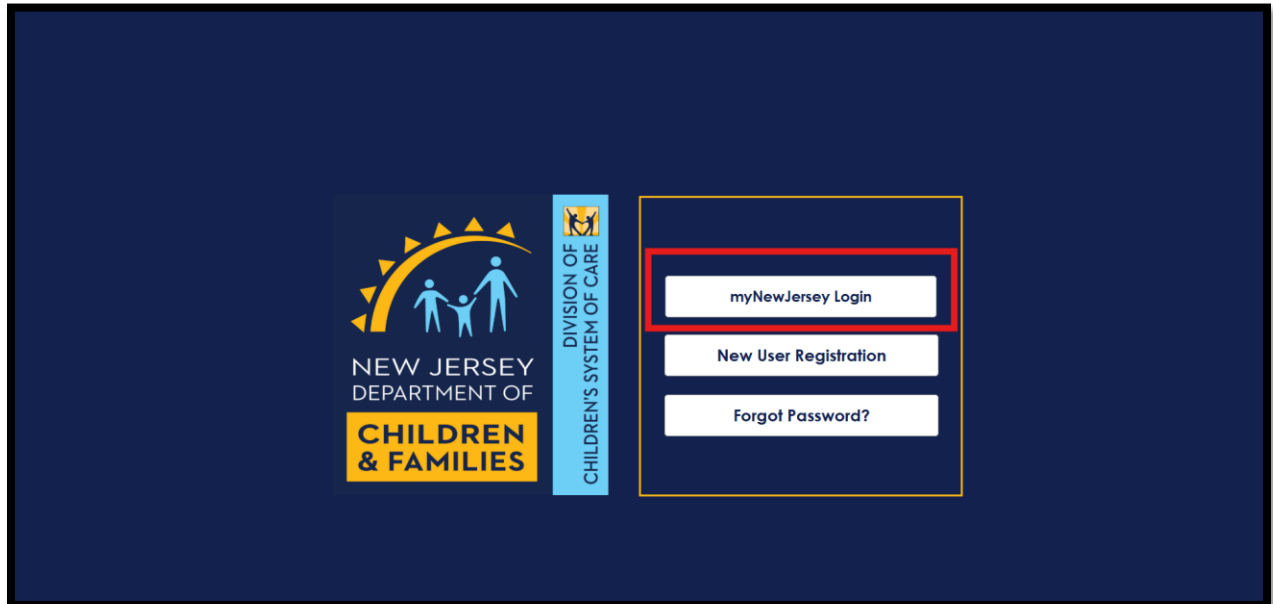 NEW JERSEY
DEPARTMENT OF
CHILDREN
& FAMILIES
DIVISION OF
CHILDREN'S SYSTEM OF CARE
myNewJersey Login
New User Registration
Forgot Password?